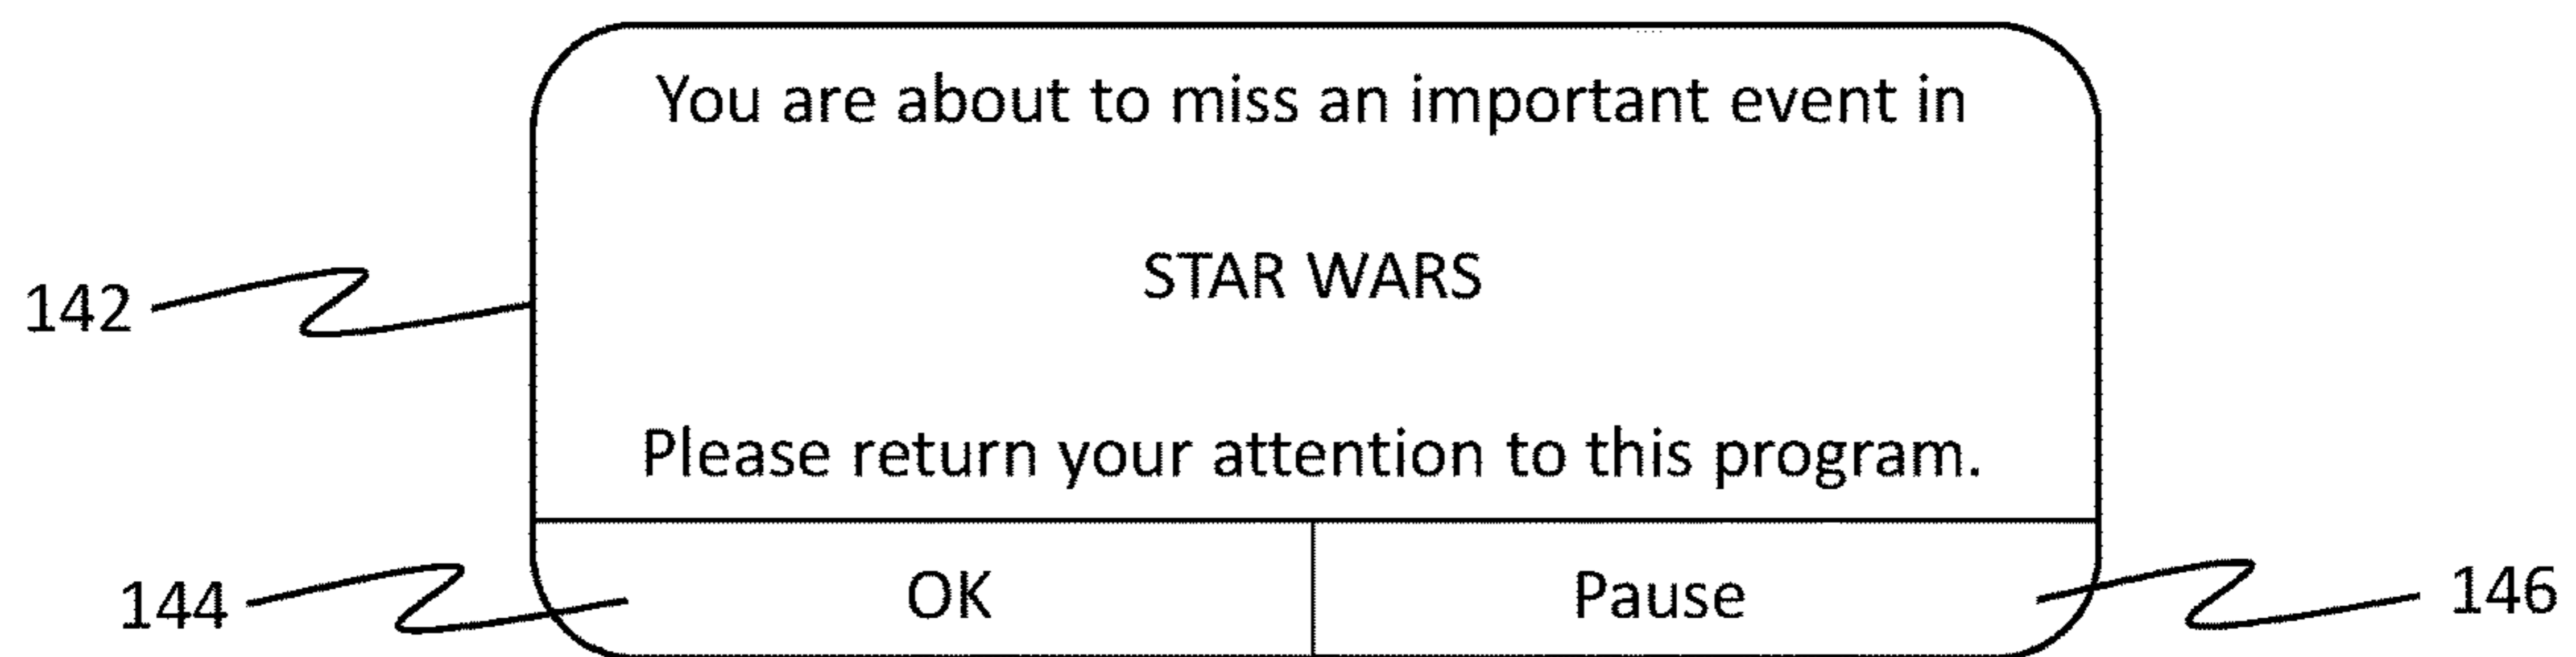 You are about to miss an important event in
STAR WARS
142
Please return your attention to this program.
144
OK
Pause
146